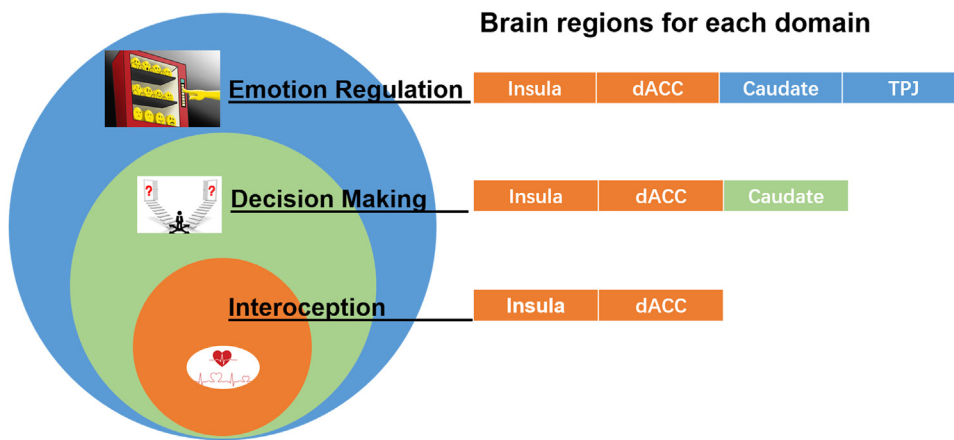 Brain regions for each domain
Emotion Regulation Insula dACC Caudate TPJ
? ?
Decision Making Insula dACC Caudate
Interoception Insula dACC